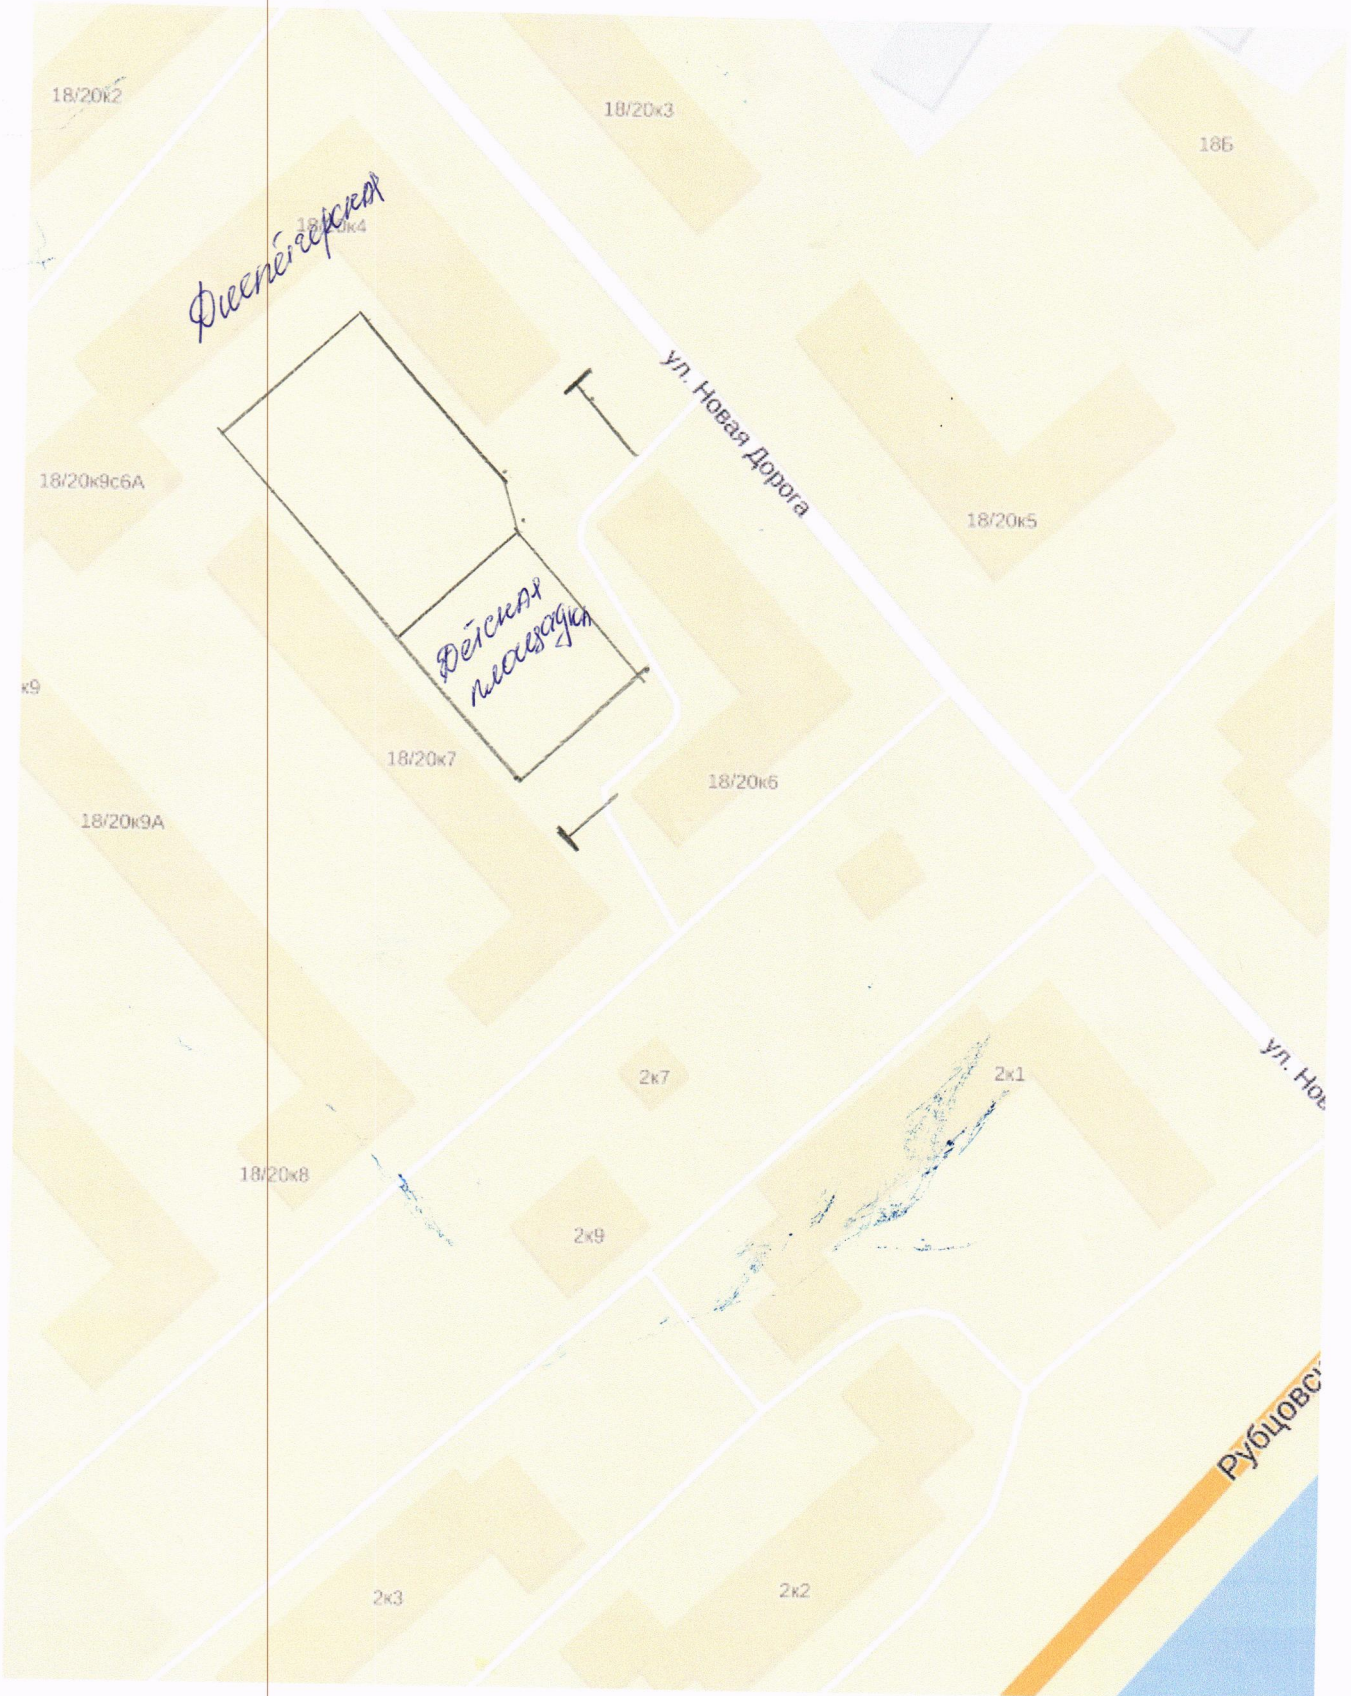 18/20к2
18/20к3
18Б
18/20к4
Диспетчерская
ул. Новая Дорога
18/20к9с6А
18/20к5
Детская
площадка
к9
18/20к7
18/20к6
18/20к9А
ул. Нов
2к7
2к1
18/20к8
2к9
Рубцовск
2к3
2к2